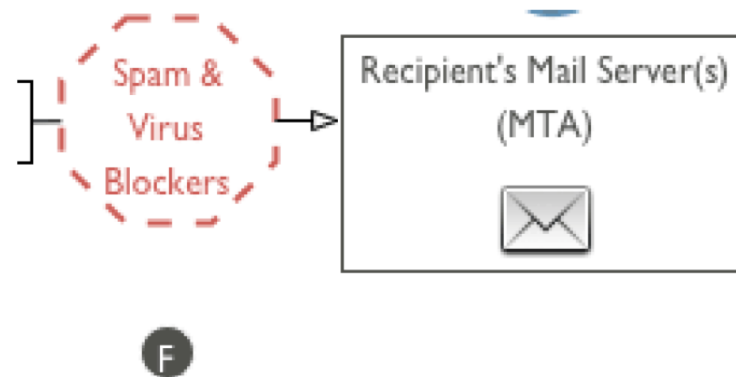 Spam &
Virus
Blockers
Recipient's Mail Server(s)
(MTA)
F